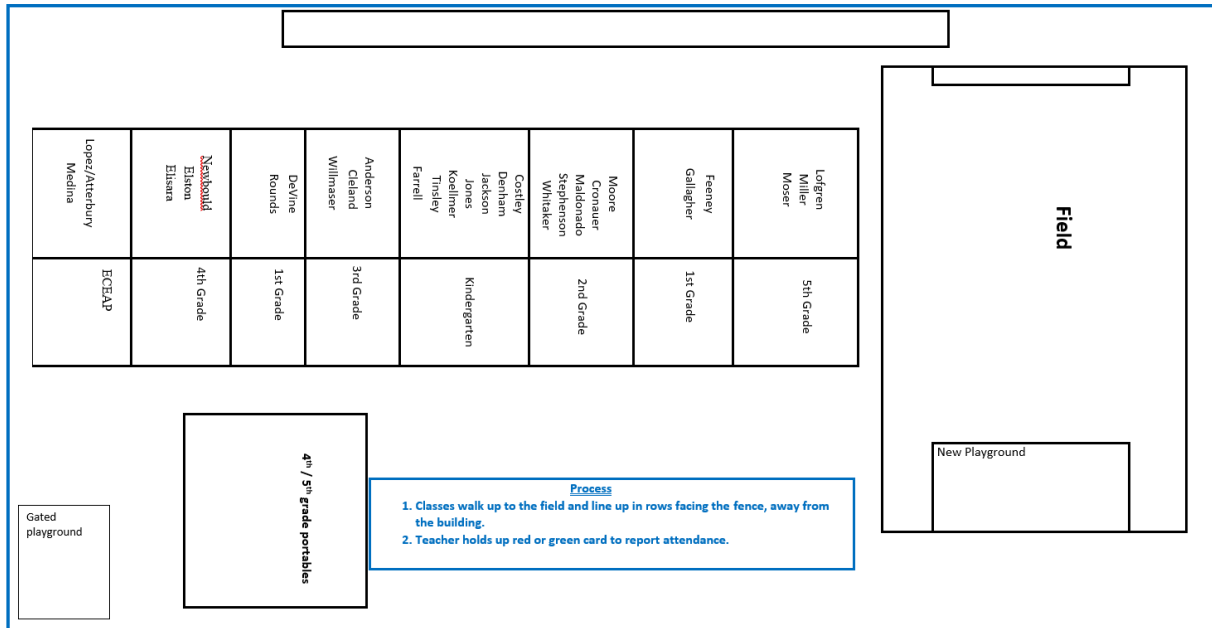 Lopez/Atterbury
Medina
Newbould
Elston
Elisara
DeVine
Rounds
Anderson
Cleland
Willmaser
Costley
Denham
Jackson
Jones
Koellmer
Tinsley
Farrell
Moore
Cronauer
Maldonado
Stephenson
Whitaker
Feeney
Gallagher
Lofgren
Miller
Moser
ECEAP
4th Grade
1st Grade
3rd Grade
Kindergarten
2nd Grade
1st Grade
5th Grade
Field
New Playground
4th / 5th grade portables
Process
1. Classes walk up to the field and line up in rows facing the fence, away from
the building.
2. Teacher holds up red or green card to report attendance.
Gated
playground